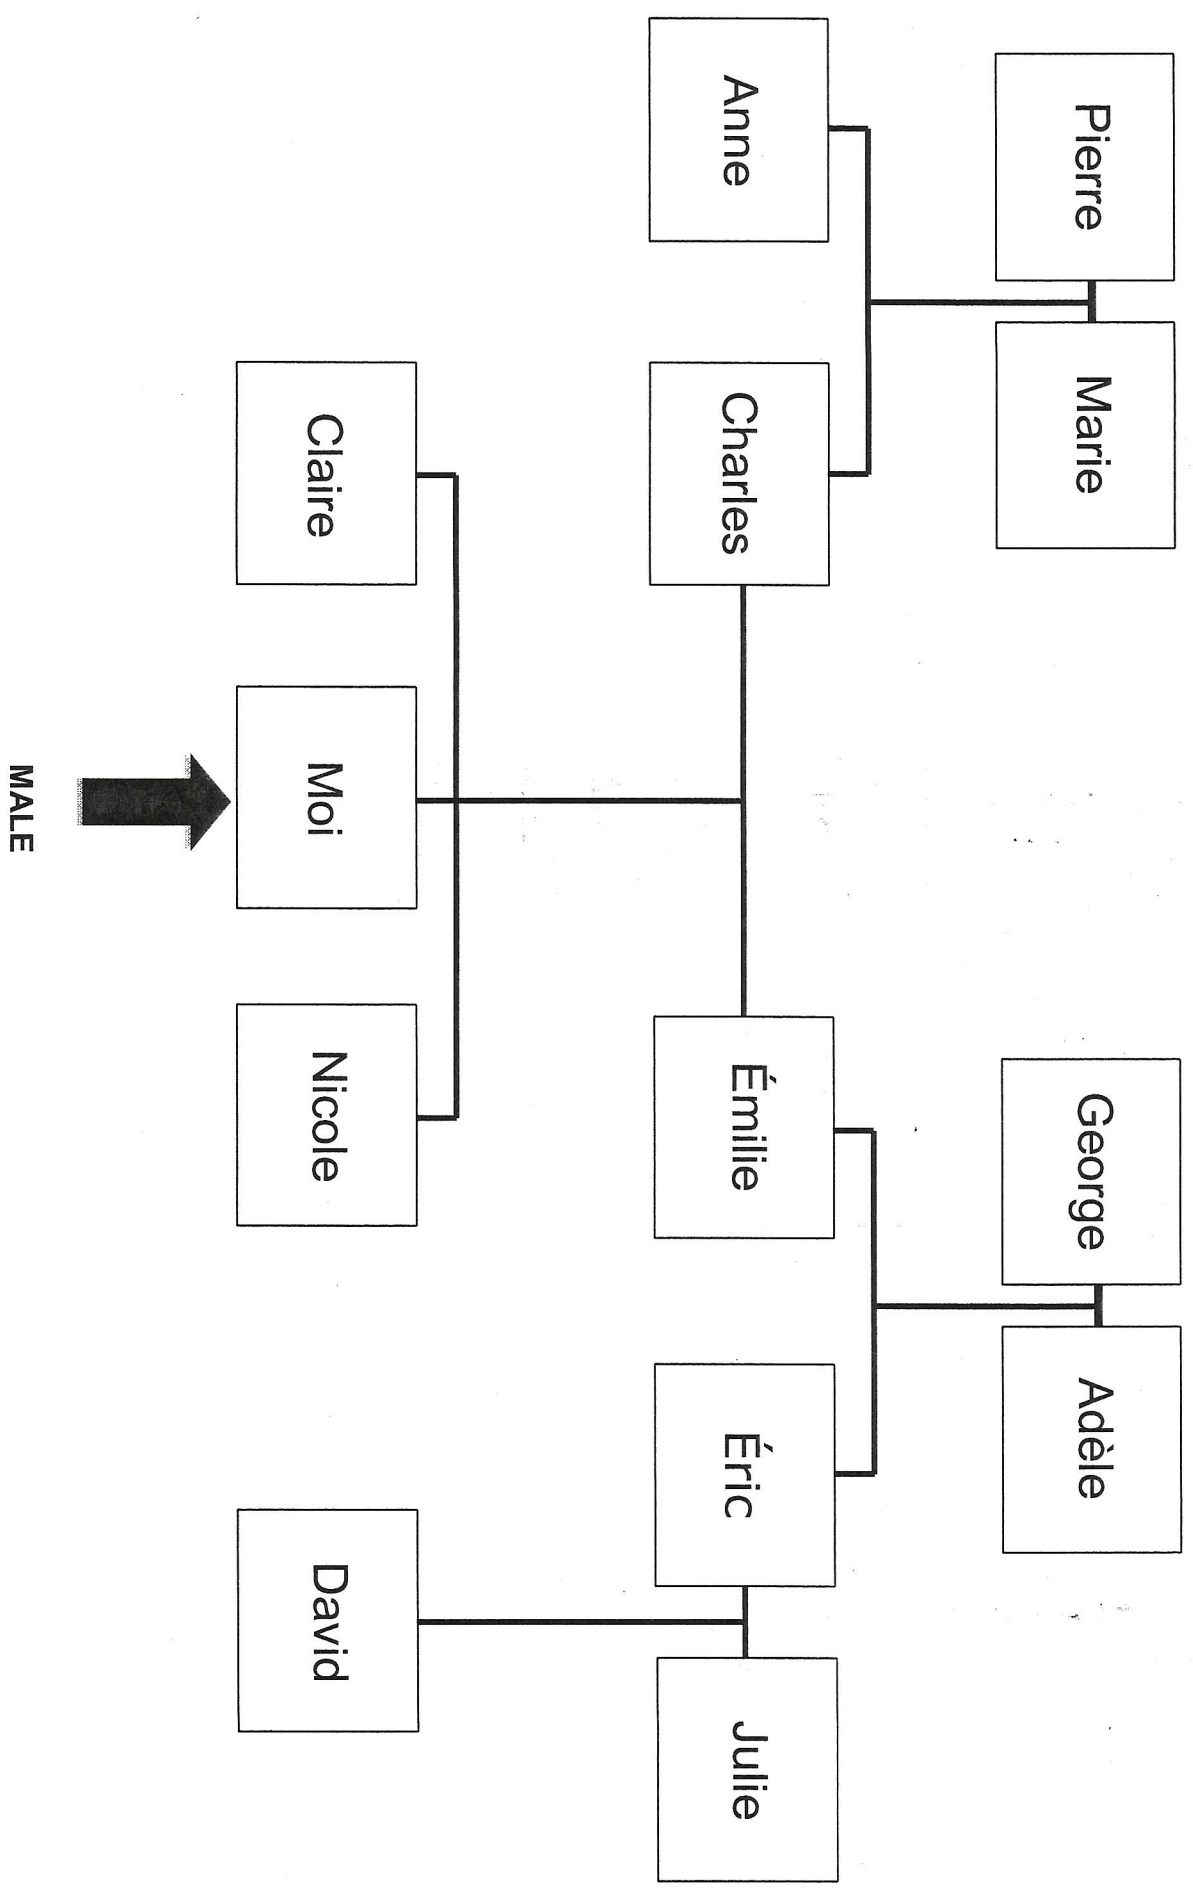 Pierre
Marie
George
Adèle
Anne
Charles
Émilie
Éric
Julie
Claire
Moi
Nicole
David
MALE